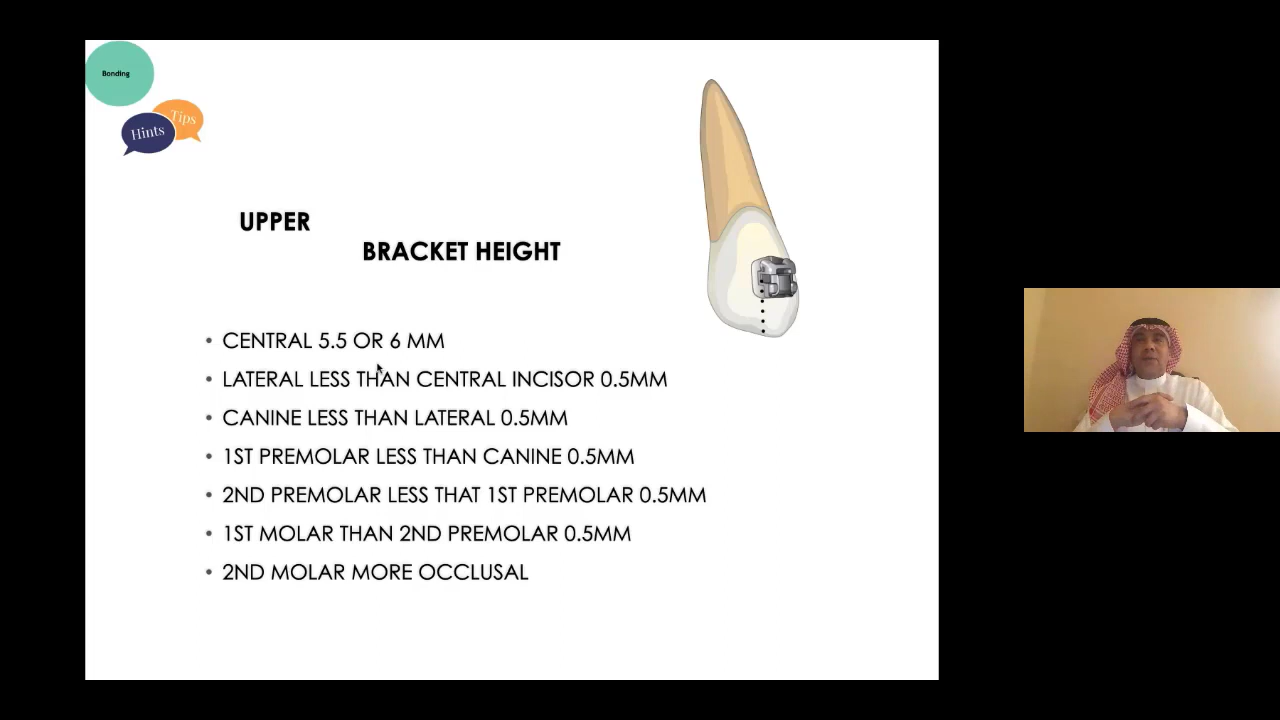 Bonding
Tips
Hints
UPPER
BRACKET HEIGHT
• CENTRAL 5.5 OR 6 MM
• LATERAL LESS THAN CENTRAL INCISOR 0.5MM
• CANINE LESS THAN LATERAL 0.5MM
• 1ST PREMOLAR LESS THAN CANINE 0.5MM
• 2ND PREMOLAR LESS THAT 1ST PREMOLAR 0.5MM
• 1ST MOLAR THAN 2ND PREMOLAR 0.5MM
• 2ND MOLAR MORE OCCLUSAL